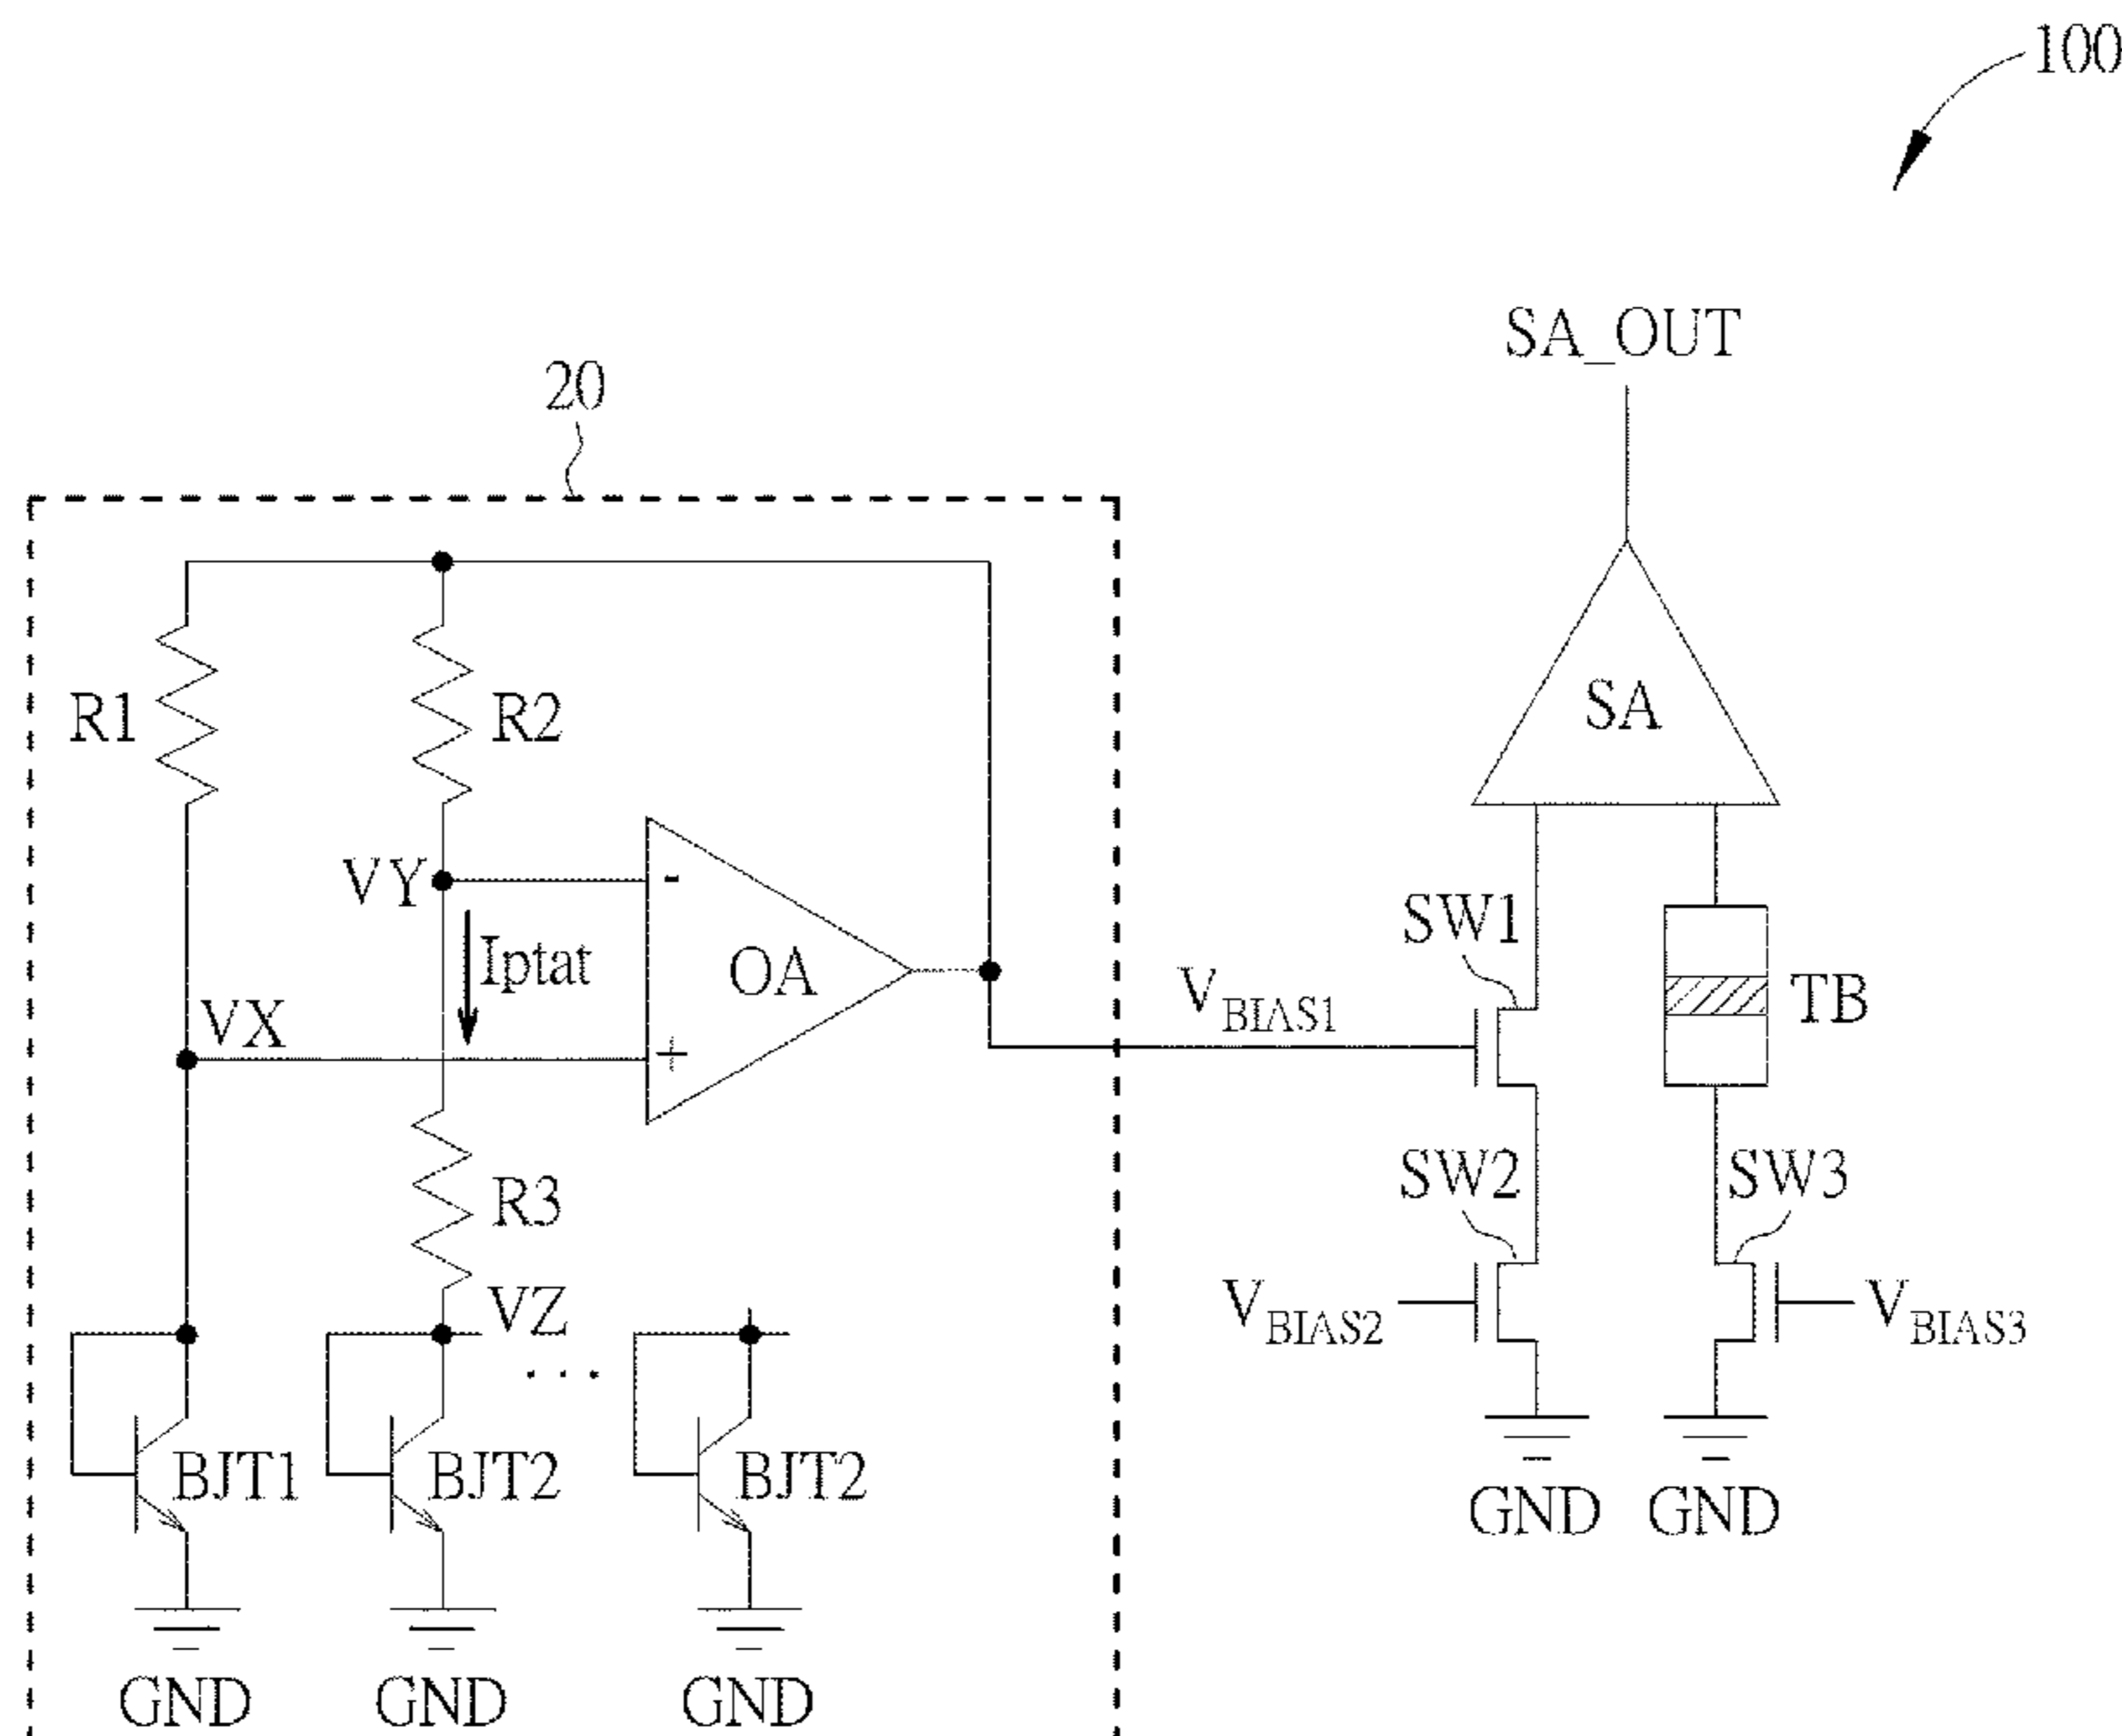 100
SA_OUT
20
SA
R1
R2
VY
-
Iptat
OA
SW1
TB
VX
+
VBIAS1
R3
SW2
SW3
VZ
VBIAS2
VBIAS3
...
BJT1
BJT2
BJT2
GND
GND
GND
GND
GND